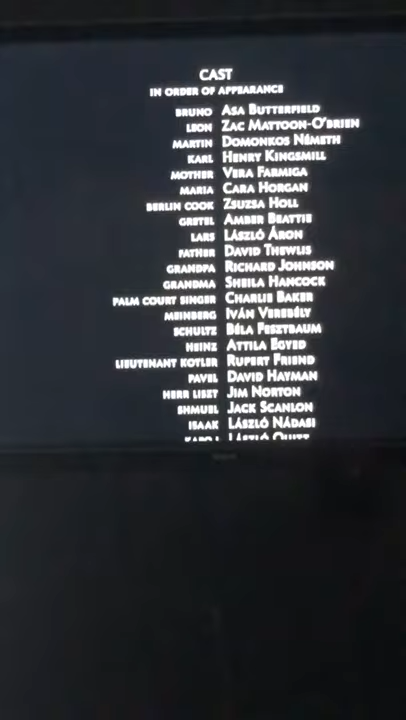 CAST
IN ORDER OF APPEARANCE
BRUNO ASA BUTTERFIELD
LEON ZAC MATTOON-O'BRIEN
MARTIN DOMONKOS NÉMETH
KARL HENRY KINGSMILL
MOTHER VERA FARMIGA
MARIA CARA HORGAN
BERLIN COOK ZSUZSA HOLL
GRETEL AMBER BEATTIE
LARS LÁSZLÓ ÁRON
FATHER DAVID THEWLIS
GRANDPA RICHARD JOHNSON
GRANDMA SHEILA HANCOCK
PALM COURT SINGER CHARLIE BAKER
MEINBERG IVÁN VEREBÉLY
SCHULTZ BÉLA FESZTBAUM
HEINZ ATTILA EGYED
LIEUTENANT KOTLER RUPERT FRIEND
PAVEL DAVID HAYMAN
HERR LISZT JIM NORTON
SHMUEL JACK SCANLON
ISAAK LÁSZLÓ NÁDASI
LÁSZLÓ QUITT